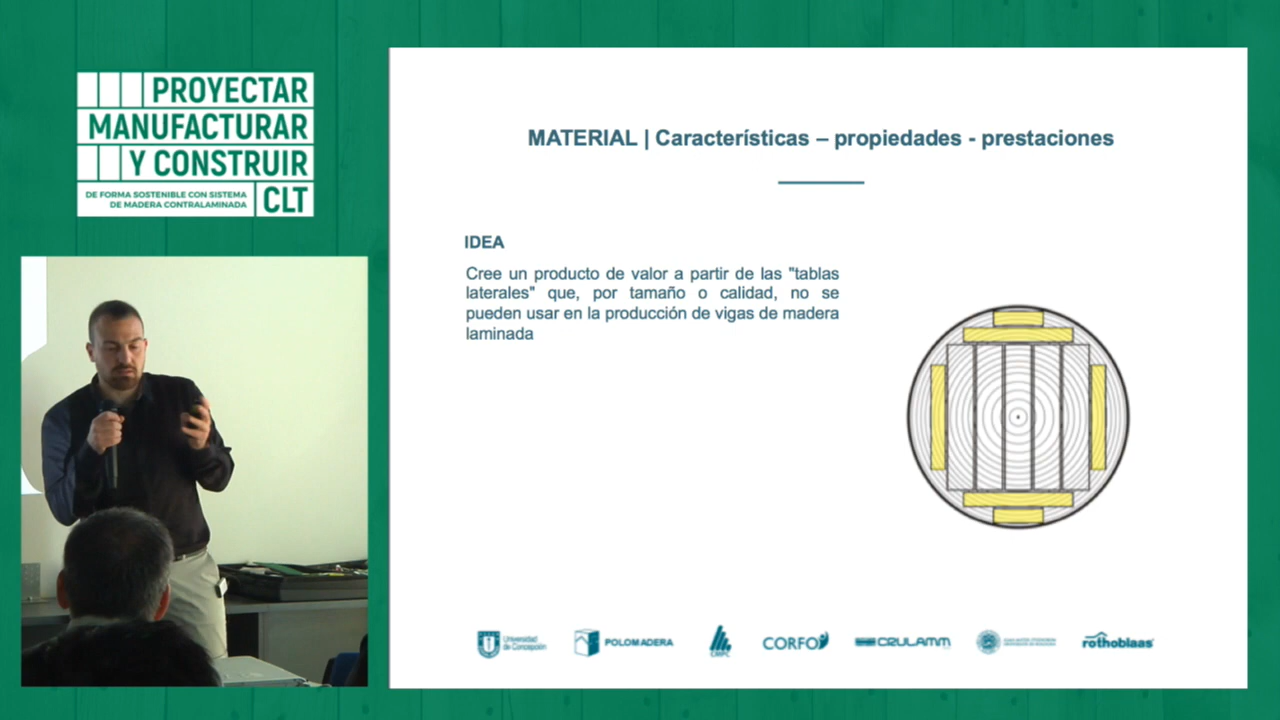 PROYECTAR
MANUFACTURAR
Y CONSTRUIR
DE FORMA SOSTENIBLE CON SISTEMA
DE MADERA CONTRALAMINADA
CLT
MATERIAL | Características – propiedades - prestaciones
IDEA
Cree un producto de valor a partir de las "tablas
laterales" que, por tamaño o calidad, no se
pueden usar en la producción de vigas de madera
laminada
Universidad
de Concepción
POLOMADERA
CMPC
CORFO
CRULAMM
rothoblaas